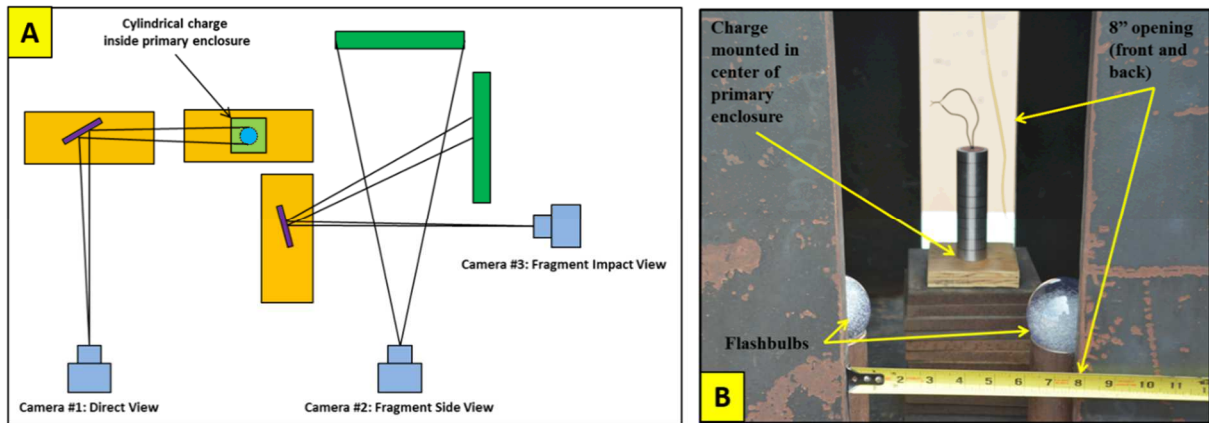 A
Cylindrical charge
inside primary enclosure
Camera #3: Fragment Impact View
Camera #1: Direct View
Camera #2: Fragment Side View
Charge
mounted in
center of
primary
enclosure
8” opening
(front and
back)
Flashbulbs
B
2 3 4 5 6 7 8 9 10 11